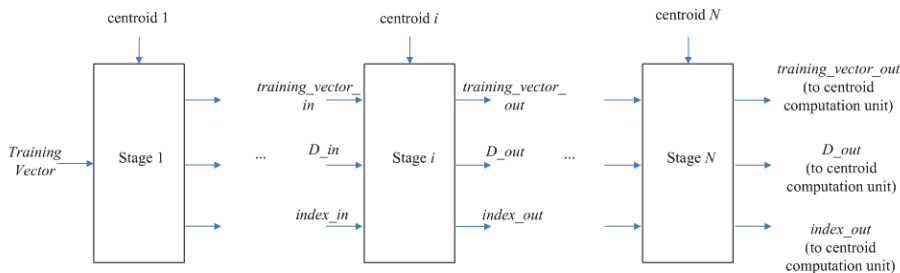 centroid 1
centroid i
centroid N
Training
Vector
Stage 1
...
training_vector_
in
D_in
index_in
Stage i
training_vector_
out
D_out
index_out
...
Stage N
training_vector_out
(to centroid
computation unit)
D_out
(to centroid
computation unit)
index_out
(to centroid
computation unit)